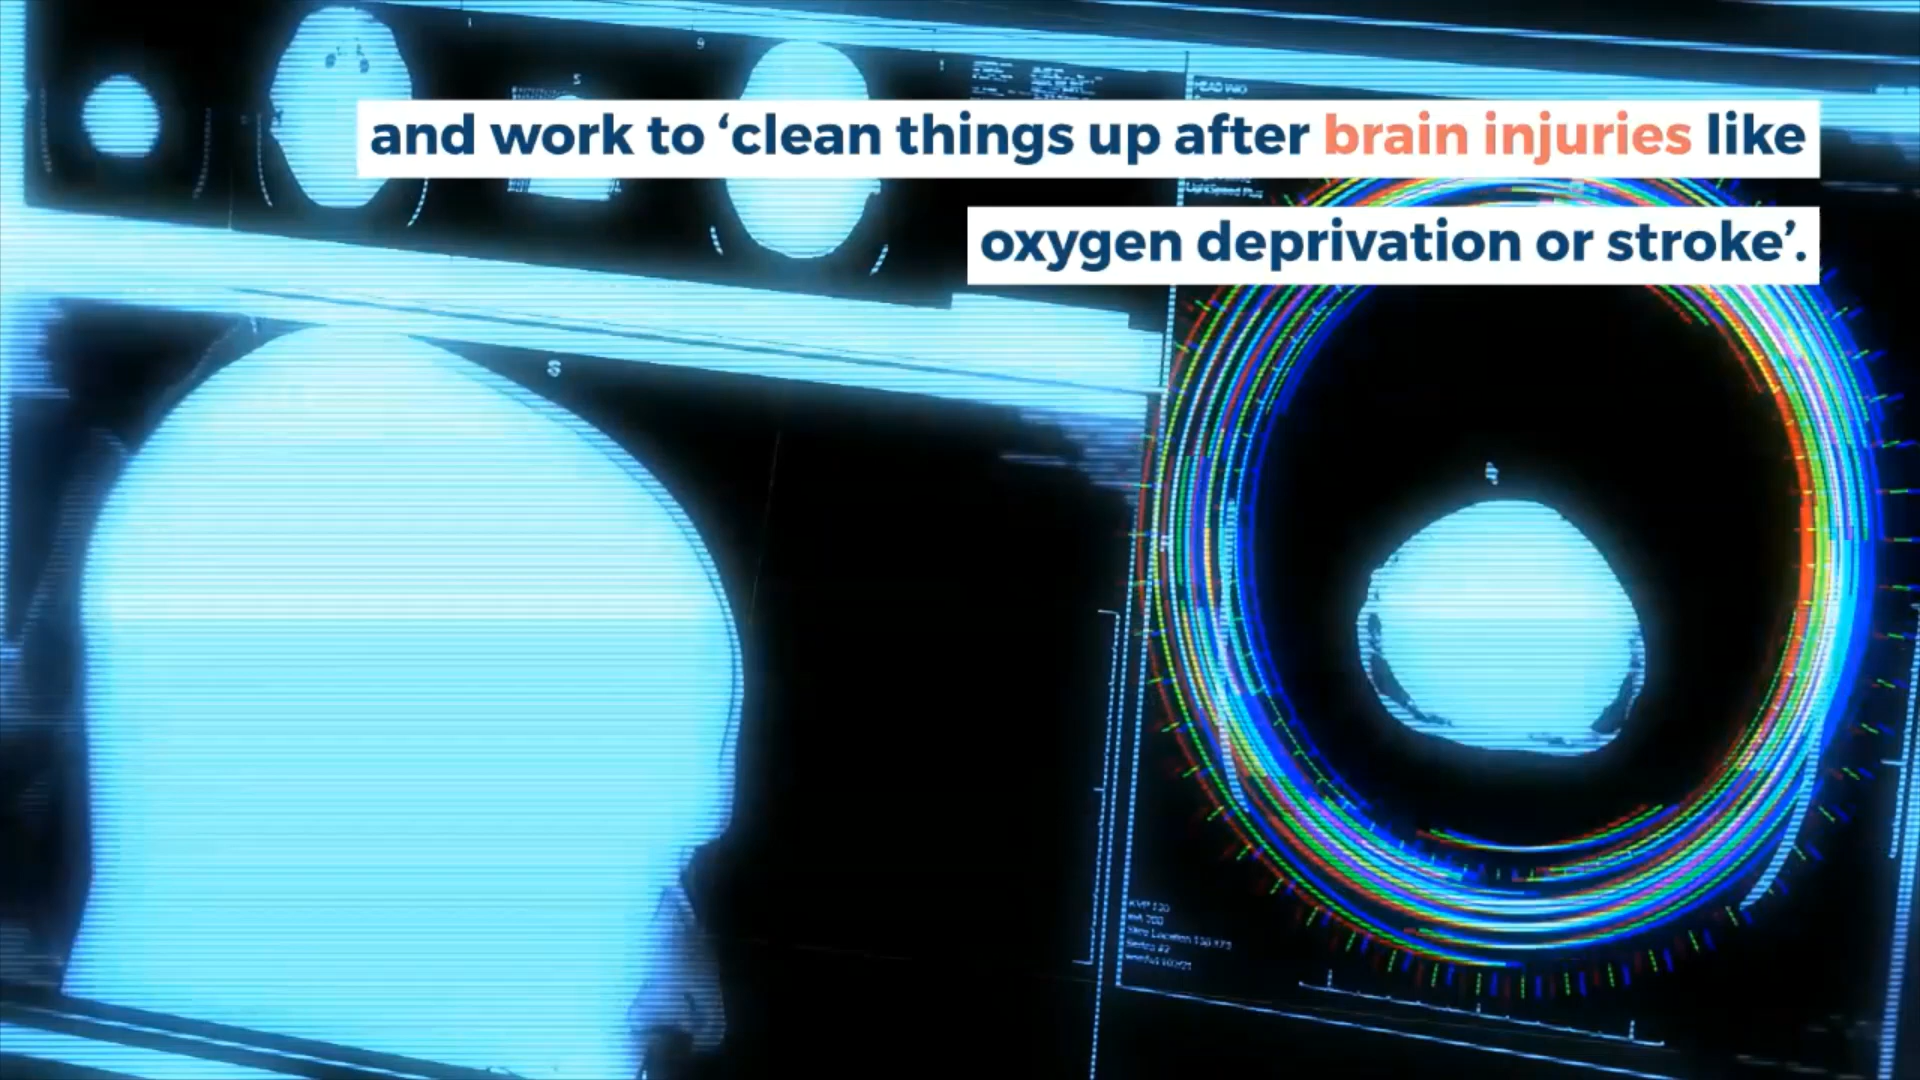 and work to ‘clean things up after brain injuries like
oxygen deprivation or stroke’.
S
S